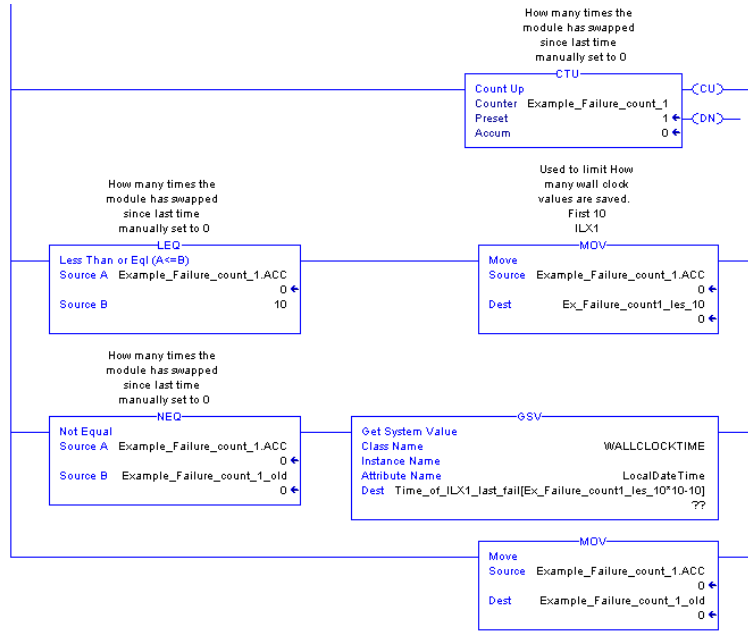 How many times the
module has swapped
since last time
manually set to 0
CTU
Count Up
Counter Example_Failure_count_1
Preset 1
Accum 0
CU
DN
How many times the
module has swapped
since last time
manually set to 0
LEQ
Less Than or Eql (A<=B)
Source A Example_Failure_count_1.ACC
0
Source B 10
Used to limit How
many wall clock
values are saved.
First 10
ILX1
MOV
Move
Source Example_Failure_count_1.ACC
0
Dest Ex_Failure_count1_les_10
0
How many times the
module has swapped
since last time
manually set to 0
NEQ
Not Equal
Source A Example_Failure_count_1.ACC
0
Source B Example_Failure_count_1_old
0
GSV
Get System Value
Class Name WALLCLOCKTIME
Instance Name
Attribute Name LocalDateTime
Dest Time_of_ILX1_last_fail[Ex_Failure_count1_les_10*10-10]
??
MOV
Move
Source Example_Failure_count_1.ACC
0
Dest Example_Failure_count_1_old
0